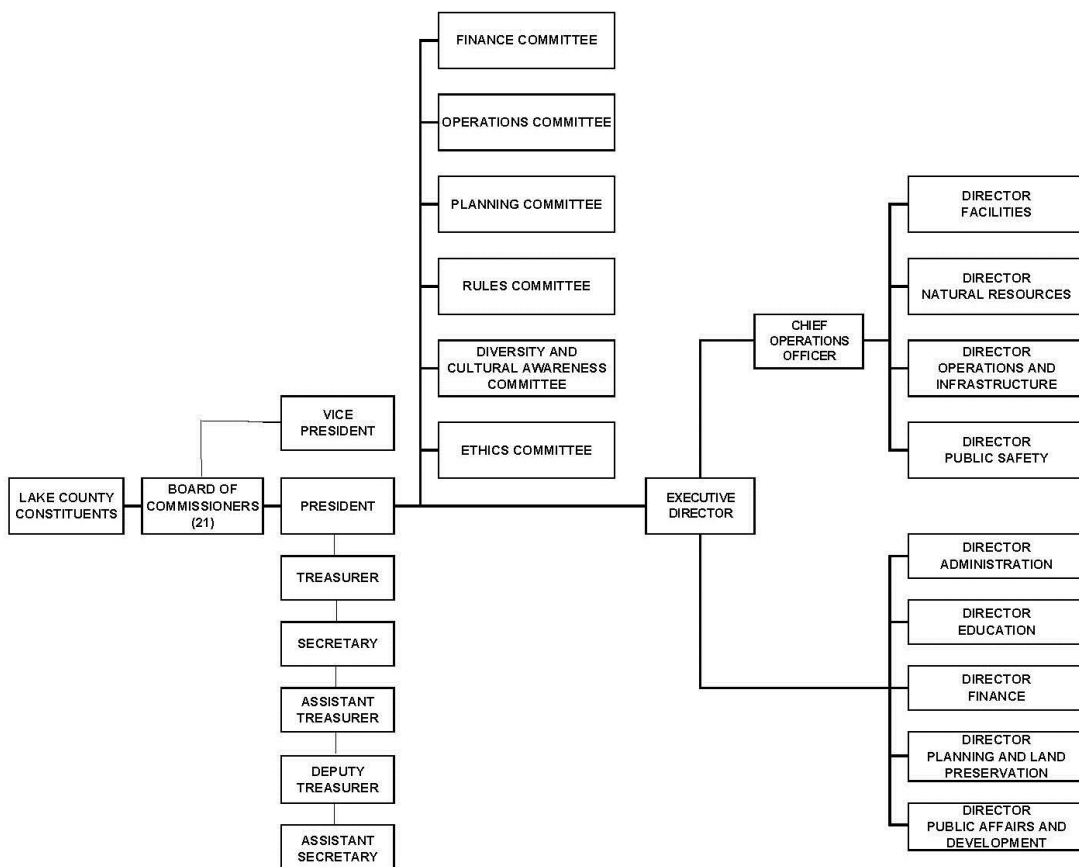 FINANCE COMMITTEE
OPERATIONS COMMITTEE
PLANNING COMMITTEE
RULES COMMITTEE
DIVERSITY AND
CULTURAL AWARENESS
COMMITTEE
ETHICS COMMITTEE
VICE
PRESIDENT
LAKE COUNTY
CONSTITUENTS
BOARD OF
COMMISSIONERS
(21)
PRESIDENT
TREASURER
SECRETARY
ASSISTANT
TREASURER
DEPUTY
TREASURER
ASSISTANT
SECRETARY
EXECUTIVE
DIRECTOR
CHIEF
OPERATIONS
OFFICER
DIRECTOR
FACILITIES
DIRECTOR
NATURAL RESOURCES
DIRECTOR
OPERATIONS AND
INFRASTRUCTURE
DIRECTOR
PUBLIC SAFETY
DIRECTOR
ADMINISTRATION
DIRECTOR
EDUCATION
DIRECTOR
FINANCE
DIRECTOR
PLANNING AND LAND
PRESERVATION
DIRECTOR
PUBLIC AFFAIRS AND
DEVELOPMENT